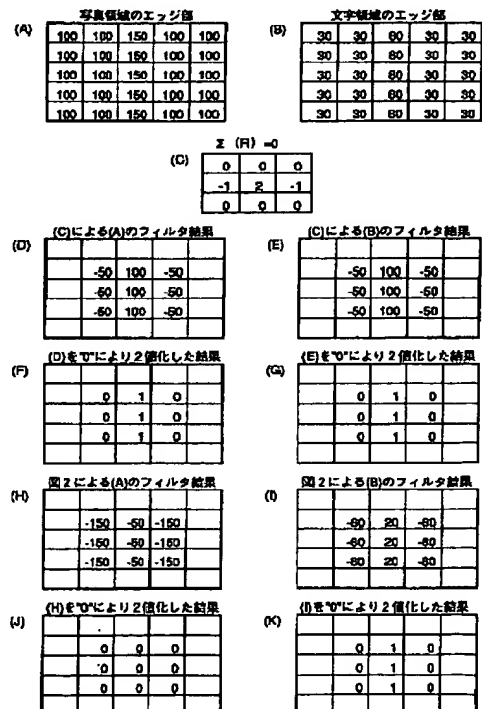 写真領域のエッジ部
(A)
100 100 150 100 100
100 100 150 100 100
100 100 150 100 100
100 100 150 100 100
100 100 150 100 100
文字領域のエッジ部
(B)
30 30 80 30 30
30 30 80 30 30
30 30 80 30 30
30 30 80 30 30
30 30 80 30 30
Σ (Fi) =0
(C)
0 0 0
-1 2 -1
0 0 0
(C)による(A)のフィルタ結果
(D)
-50 100 -50
-50 100 -50
-50 100 -50
(C)による(B)のフィルタ結果
(E)
-50 100 -50
-50 100 -50
-50 100 -50
(D)を"0"により2値化した結果
(F)
0 1 0
0 1 0
0 1 0
(E)を"0"により2値化した結果
(G)
0 1 0
0 1 0
0 1 0
図2による(A)のフィルタ結果
(H)
-150 -50 -150
-150 -50 -150
-150 -50 -150
図2による(B)のフィルタ結果
(I)
-80 20 -80
-80 20 -80
-80 20 -80
(H)を"0"により2値化した結果
(J)
0 0 0
0 0 0
0 0 0
(I)を"0"により2値化した結果
(K)
0 1 0
0 1 0
0 1 0